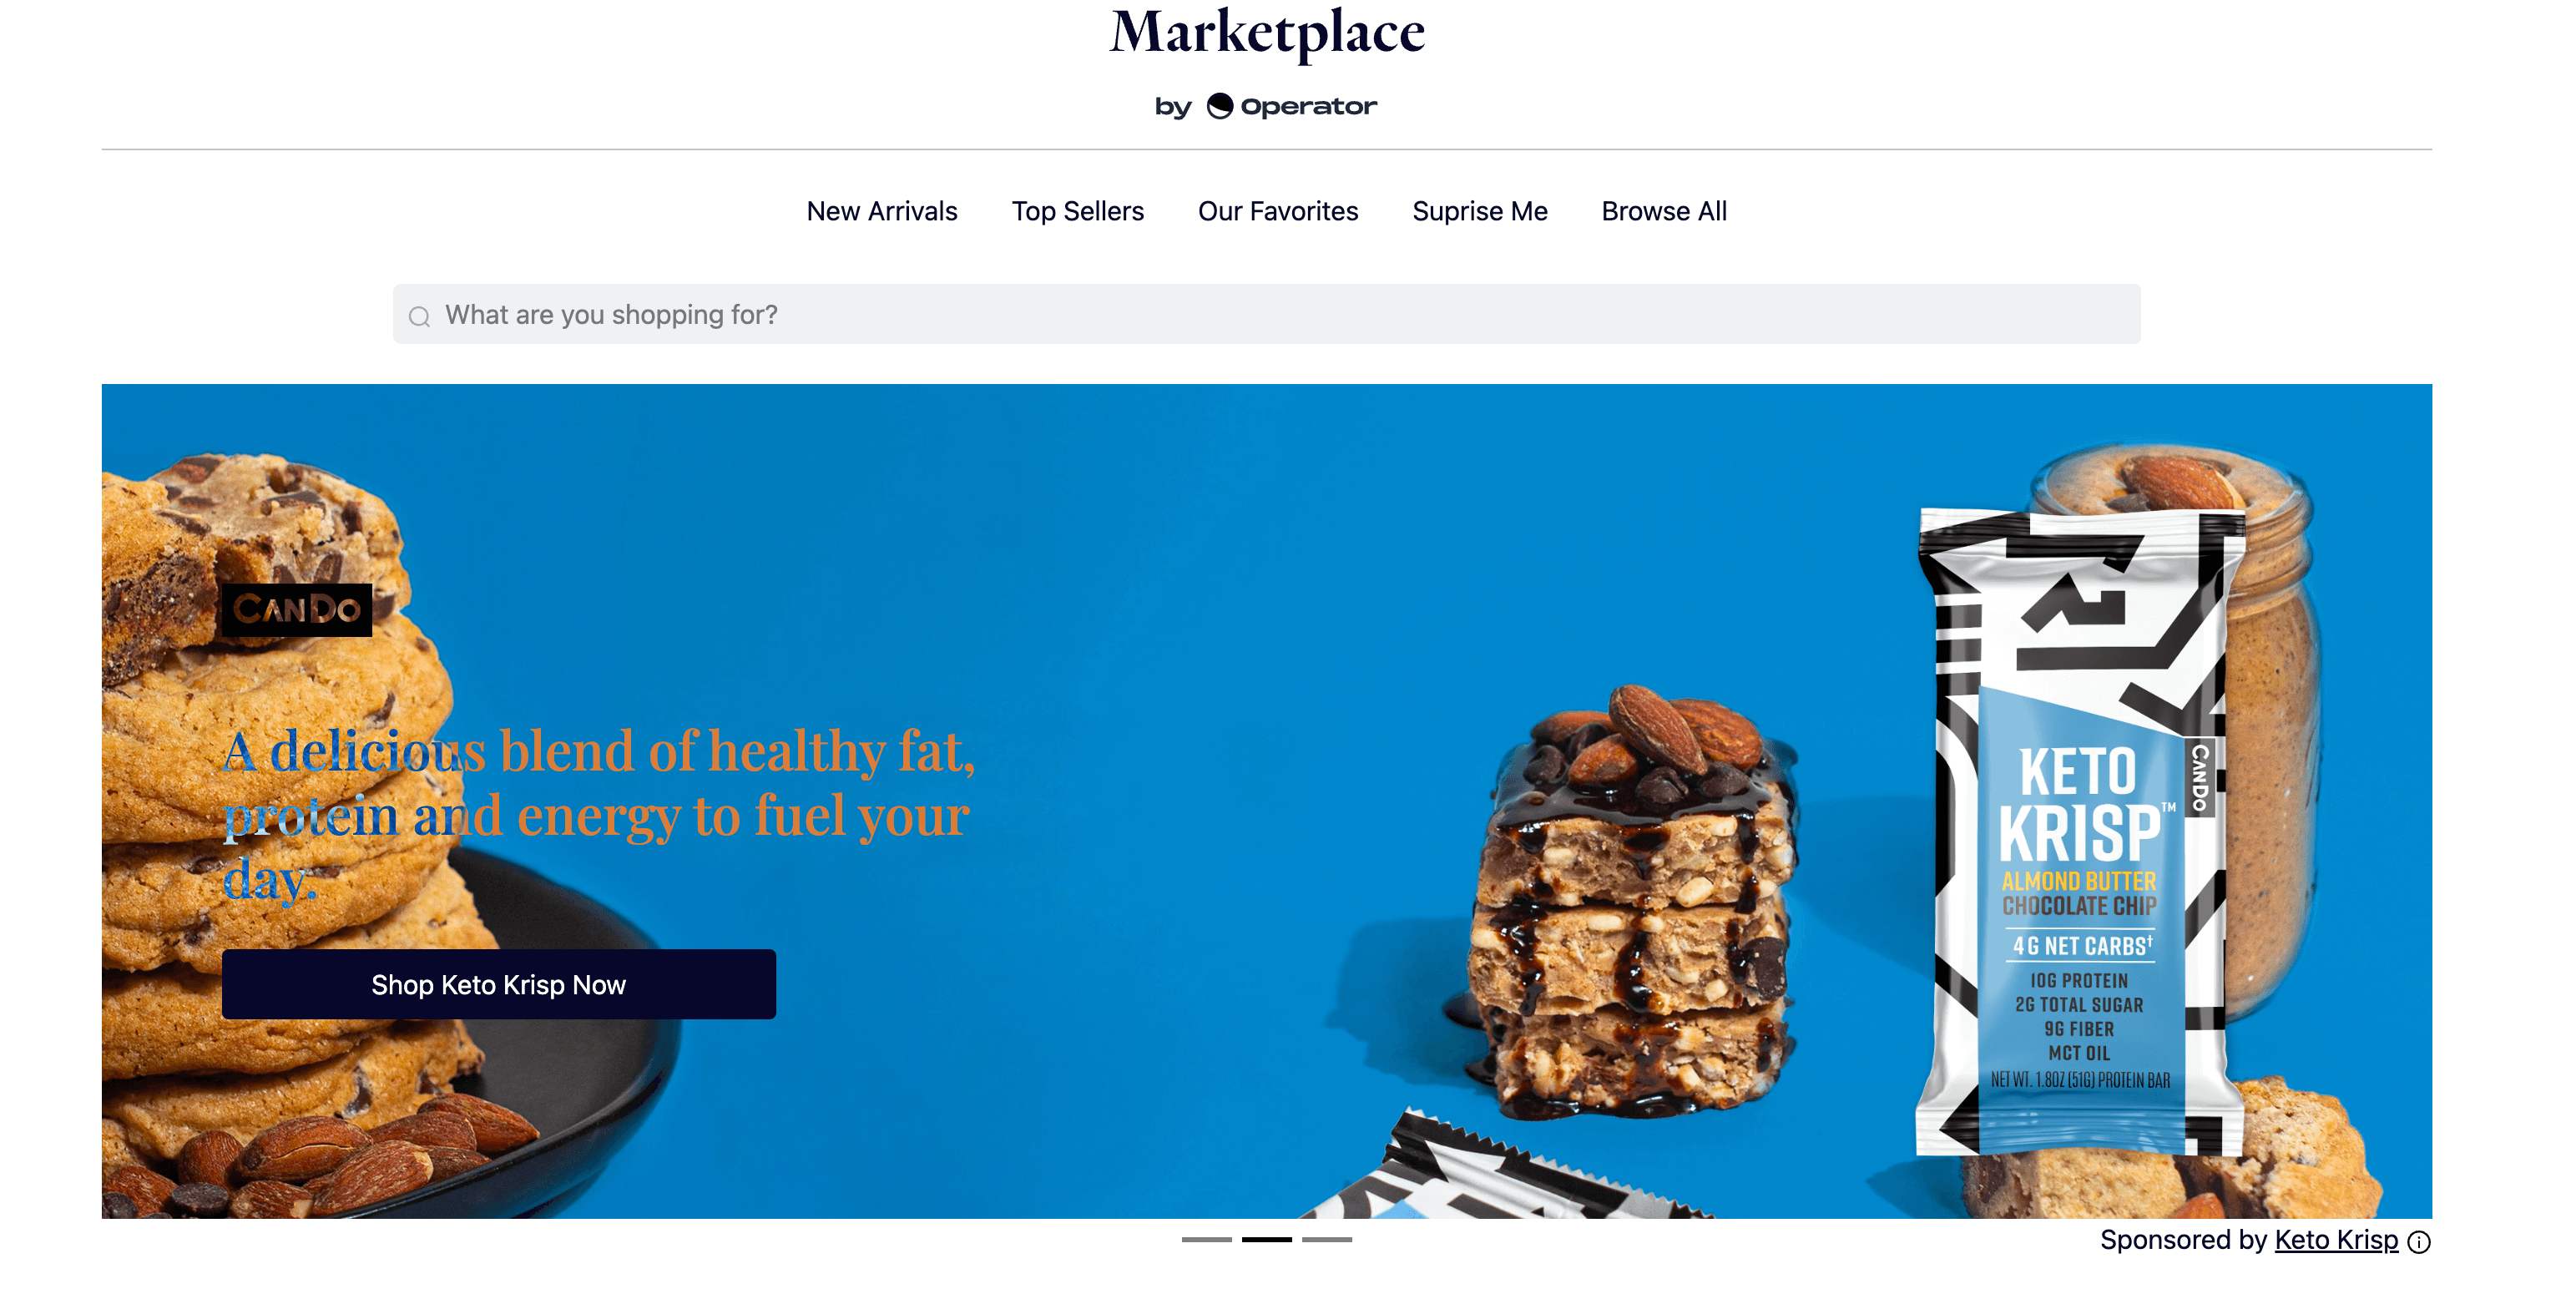 Marketplace
by Operator
New Arrivals Top Sellers Our Favorites Suprise Me Browse All
What are you shopping for?
CANDO
A delicious blend of healthy fat,
protein and energy to fuel your
day.
Shop Keto Krisp Now
KETO
KRISP™
CANDO
ALMOND BUTTER
CHOCOLATE CHIP
4G NET CARBS†
10G PROTEIN
2G TOTAL SUGAR
9G FIBER
MCT OIL
NET WT. 1.8OZ (51G) PROTEIN BAR
Sponsored by Keto Krisp